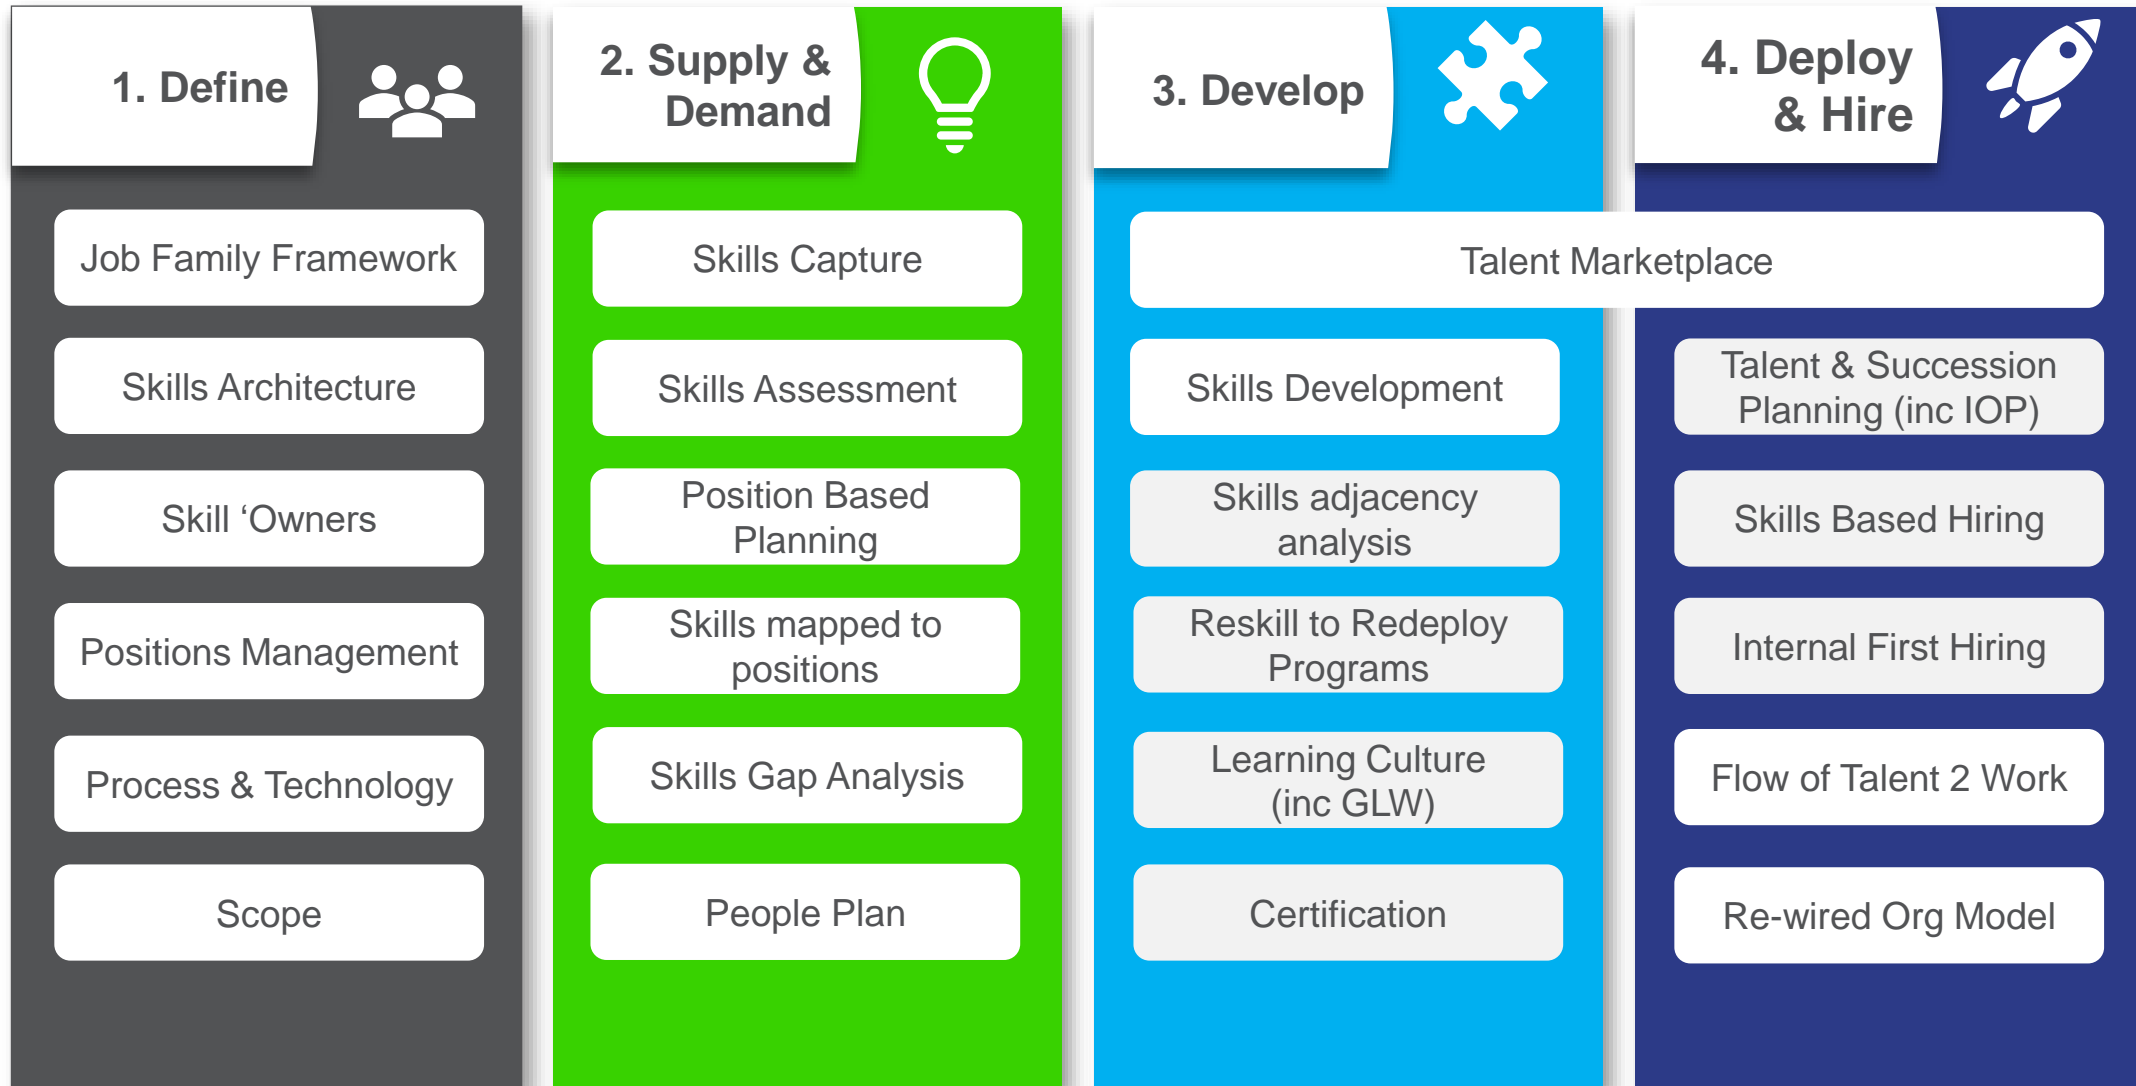 1. Define
Job Family Framework
Skills Architecture
Skill ‘Owners
Positions Management
Process & Technology
Scope
2. Supply &
Demand
Skills Capture
Skills Assessment
Position Based
Planning
Skills mapped to
positions
Skills Gap Analysis
People Plan
3. Develop
Talent Marketplace
Skills Development
Skills adjacency
analysis
Reskill to Redeploy
Programs
Learning Culture
(inc GLW)
Certification
4. Deploy
& Hire
Talent & Succession
Planning (inc IOP)
Skills Based Hiring
Internal First Hiring
Flow of Talent 2 Work
Re-wired Org Model